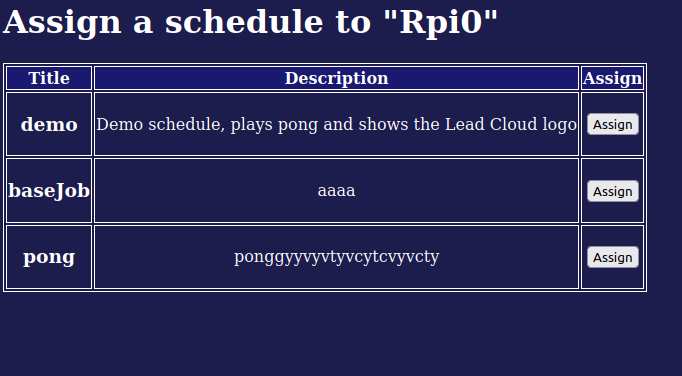 Assign a schedule to "Rpi0"
Title Description Assign
demo Demo schedule, plays pong and shows the Lead Cloud logo Assign
baseJob aaaa Assign
pong ponggyyvyvtyvcytcvyvcty Assign